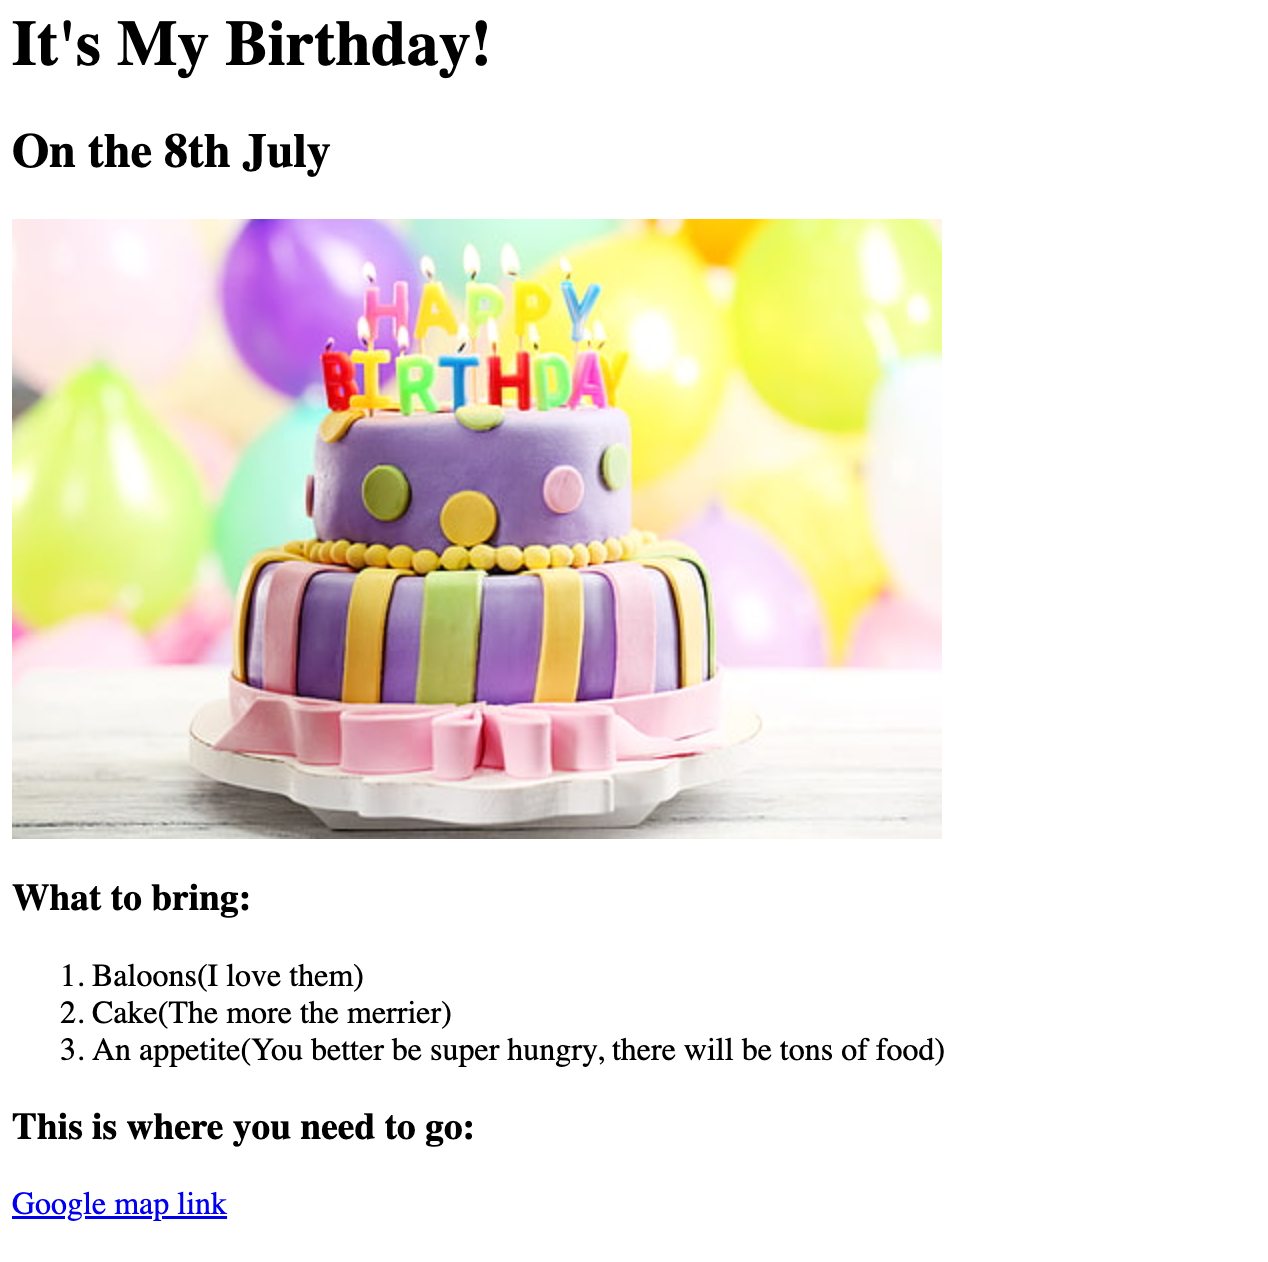 It's My Birthday!
On the 8th July
HAPPY
BIRTHDAY
What to bring:
1. Baloons(I love them)
2. Cake(The more the merrier)
3. An appetite(You better be super hungry, there will be tons of food)
This is where you need to go:
Google map link